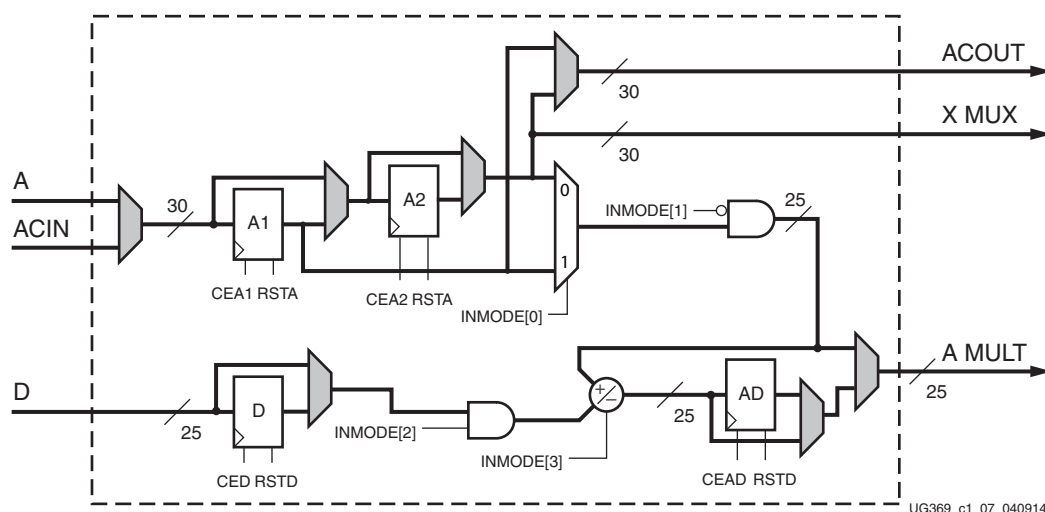 ACOUT
30
X MUX
30
A
ACIN
30
A1
A2
0
1
INMODE[1]
25
CEA1 RSTA
CEA2 RSTA
INMODE[0]
D
25
D
INMODE[2]
+
–
25
AD
A MULT
25
INMODE[3]
CED RSTD
CEAD RSTD
UG369_c1_07_040914